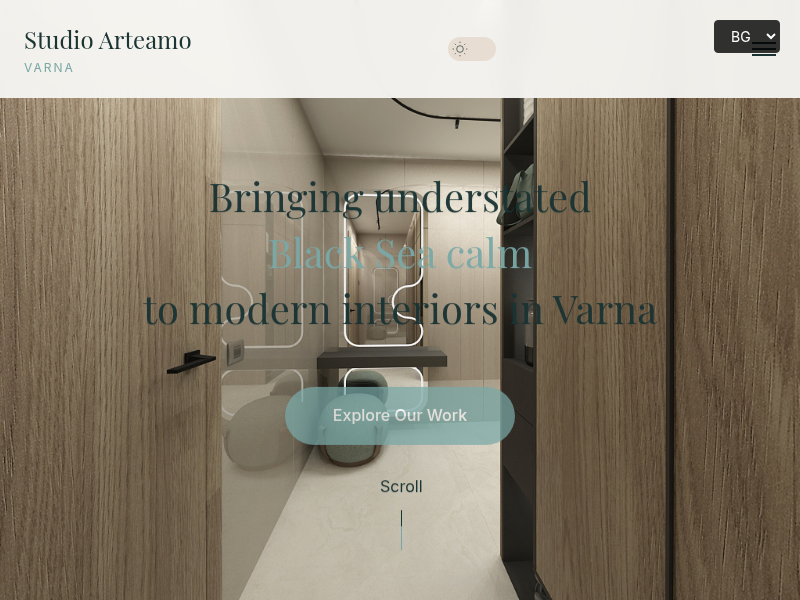 Studio Arteamo
VARNA
BG
Bringing understated
Black Sea calm
to modern interiors in Varna
Explore Our Work
Scroll